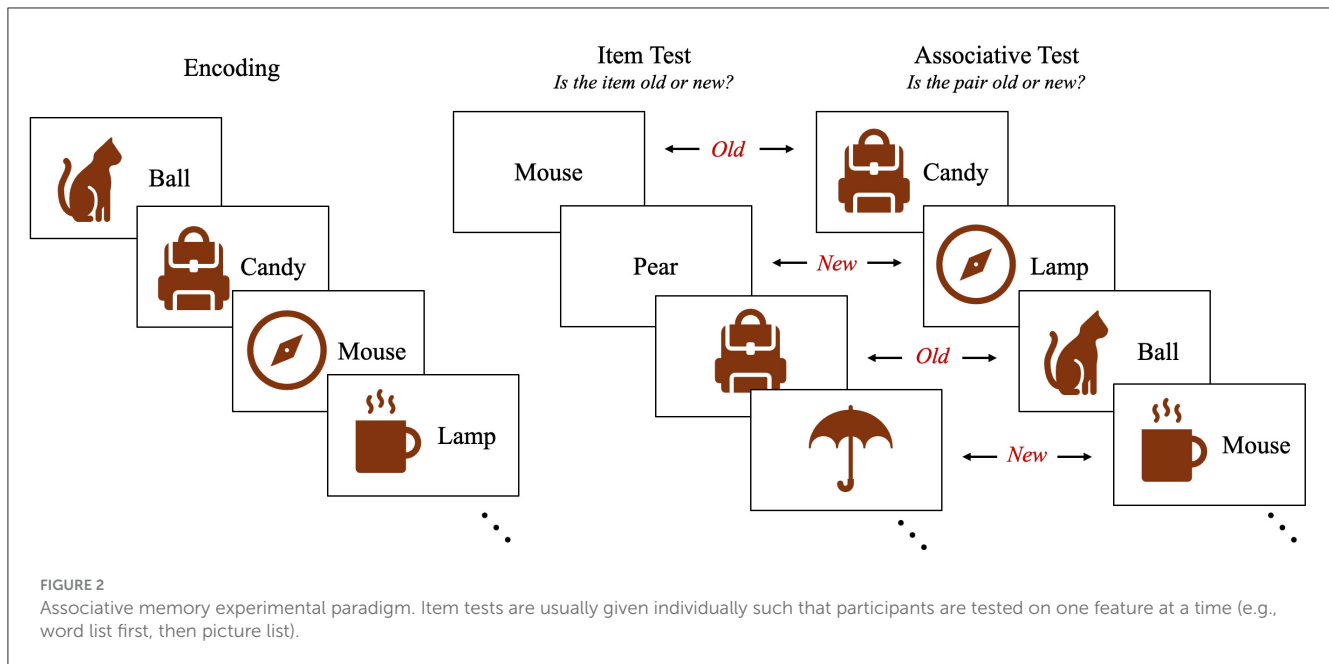 Encoding
Ball
Candy
Mouse
Lamp
Item Test
Is the item old or new?
Mouse
Pear
Associative Test
Is the pair old or new?
Candy
Lamp
Ball
Mouse
Old
New
Old
New
FIGURE 2
Associative memory experimental paradigm. Item tests are usually given individually such that participants are tested on one feature at a time (e.g.,
word list first, then picture list).